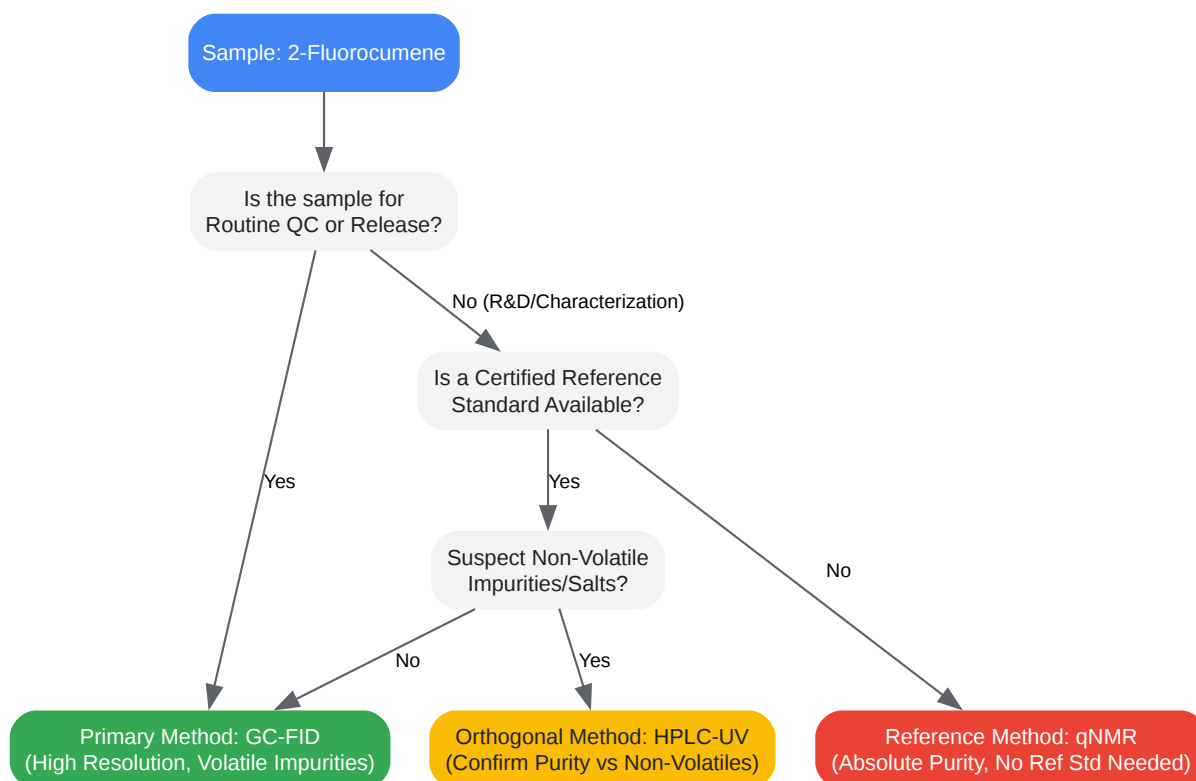 Sample: 2-Fluorocumene
Is the sample for
Routine QC or Release?
No (R&D/Characterization)
Is a Certified Reference
Standard Available?
Yes
Yes
Suspect Non-Volatile
Impurities/Salts?
No
No
Yes
Primary Method: GC-FID
(High Resolution, Volatile Impurities)
Orthogonal Method: HPLC-UV
(Confirm Purity vs Non-Volatiles)
Reference Method: qNMR
(Absolute Purity, No Ref Std Needed)